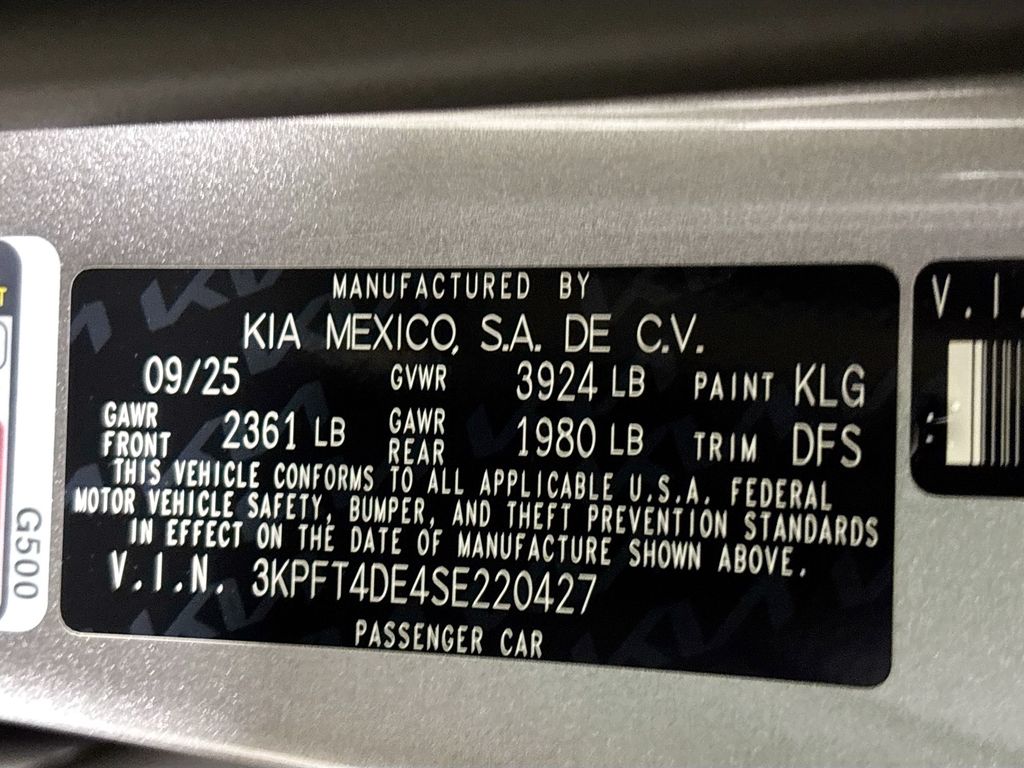 MANUFACTURED BY
KIA MEXICO, S.A. DE C.V.
09/25 GVWR 3924 LB PAINT KLG
GAWR FRONT 2361 LB GAWR REAR 1980 LB TRIM DFS
THIS VEHICLE CONFORMS TO ALL APPLICABLE U.S.A. FEDERAL
MOTOR VEHICLE SAFETY, BUMPER, AND THEFT PREVENTION STANDARDS
IN EFFECT ON THE DATE OF MANUFACTURE SHOWN ABOVE.
V.I.N. 3KPFT4DE4SE220427
PASSENGER CAR
G500
V.I.